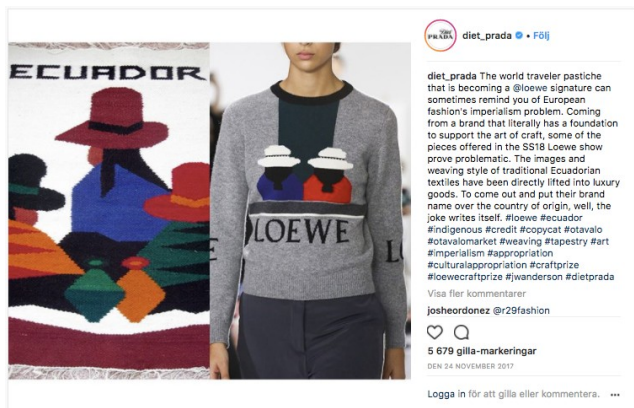 ECUADOR
LOEWE
E
L
PRADA
diet_prada • Följ
diet_prada The world traveler pastiche
that is becoming a @loewe signature can
sometimes remind you of European
fashion's imperialism problem. Coming
from a brand that literally has a foundation
to support the art of craft, some of the
pieces offered in the SS18 Loewe show
prove problematic. The images and
weaving style of traditional Ecuadorian
textiles have been directly lifted into luxury
goods. To come out and put their brand
name over the country of origin, well, the
joke writes itself. #loewe #ecuador
#indigenous #credit #copycat #otavalo
#otavalomarket #weaving #tapestry #art
#imperialism #appropriation
#culturalappropriation #craftprize
#loewecraftprize #jwanderson #dietprada
Visa fler kommentarer
josheordonez @r29fashion
5 679 gilla-markeringar
DEN 24 NOVEMBER 2017
Logga in för att gilla eller kommentera.